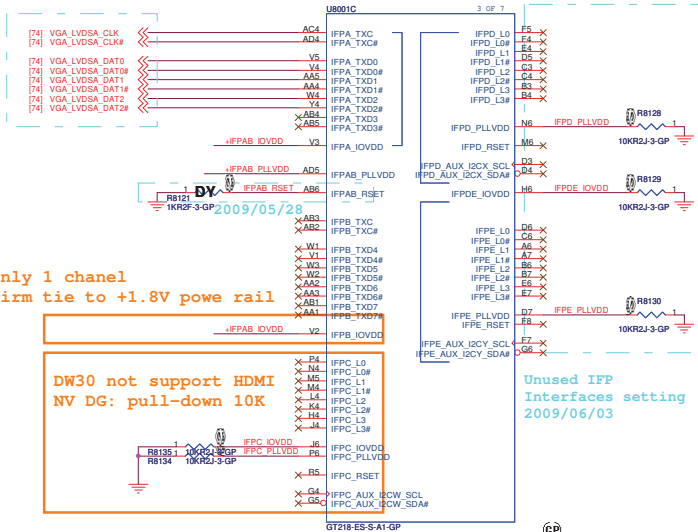 U8001C
3 OF 7
[74] VGA_LVDSA_CLK
[74] VGA_LVDSA_CLK#
[74] VGA_LVDSA_DAT0
[74] VGA_LVDSA_DAT0#
[74] VGA_LVDSA_DAT1
[74] VGA_LVDSA_DAT1#
[74] VGA_LVDSA_DAT2
[74] VGA_LVDSA_DAT2#
AC4 IFPA_TXC
AD4 IFPA_TXC#
V5 IFPA_TXD0
V4 IFPA_TXD0#
AA5 IFPA_TXD1
AA4 IFPA_TXD1#
W4 IFPA_TXD2
Y4 IFPA_TXD2#
AB4 IFPA_TXD3
AB5 IFPA_TXD3#
+IFPAB_IOVDD V3 IFPA_IOVDD
+IFPAB_PLLVDD AD5 IFPAB_PLLVDD
1 DY IFPAB_RSET AB6 IFPAB_RSET
R8121
1KR2F-3-GP
2009/05/28
AB3 IFPB_TXC
AB2 IFPB_TXC#
W1 IFPB_TXD4
V1 IFPB_TXD4#
W3 IFPB_TXD5
W2 IFPB_TXD5#
AA2 IFPB_TXD6
AA3 IFPB_TXD6#
AB1 IFPB_TXD7
AA1 IFPB_TXD7#
nly 1 chanel
irm tie to +1.8V powe rail
+IFPAB_IOVDD V2 IFPB_IOVDD
P4 IFPC_L0
N4 IFPC_L0#
M5 IFPC_L1
M4 IFPC_L1#
L4 IFPC_L2
K4 IFPC_L2#
H4 IFPC_L3
J4 IFPC_L3#
DW30 not support HDMI
NV DG: pull-down 10K
1 IFPC_IOVDD J6 IFPC_IOVDD
R8135 10KR2J-3-GP
1 IFPC_PLLVDD P6 IFPC_PLLVDD
R8134 10KR2J-3-GP
R5 IFPC_RSET
G4 IFPC_AUX_I2CW_SCL
G5 IFPC_AUX_I2CW_SDA#
GT218-ES-S-A1-GP
IFPD_L0 F5
IFPD_L0# F4
IFPD_L1 E4
IFPD_L1# D5
IFPD_L2 C3
IFPD_L2# C4
IFPD_L3 B3
IFPD_L3# B4
IFPD_PLLVDD N6 IFPD_PLLVDD R8128 1
10KR2J-3-GP
IFPD_RSET M6
IFPD_AUX_I2CX_SCL D3
IFPD_AUX_I2CX_SDA# D4
IFPDE_IOVDD H6 IFPDE_IOVDD R8129 1
10KR2J-3-GP
IFPE_L0 D6
IFPE_L0# C6
IFPE_L1 A6
IFPE_L1# A7
IFPE_L2 B6
IFPE_L2# B7
IFPE_L3 E6
IFPE_L3# E7
IFPE_PLLVDD D7 IFPE_PLLVDD R8130 1
10KR2J-3-GP
IFPE_RSET F8
IFPE_AUX_I2CY_SCL F7
IFPE_AUX_I2CY_SDA# G6
Unused IFP
Interfaces setting
2009/06/03